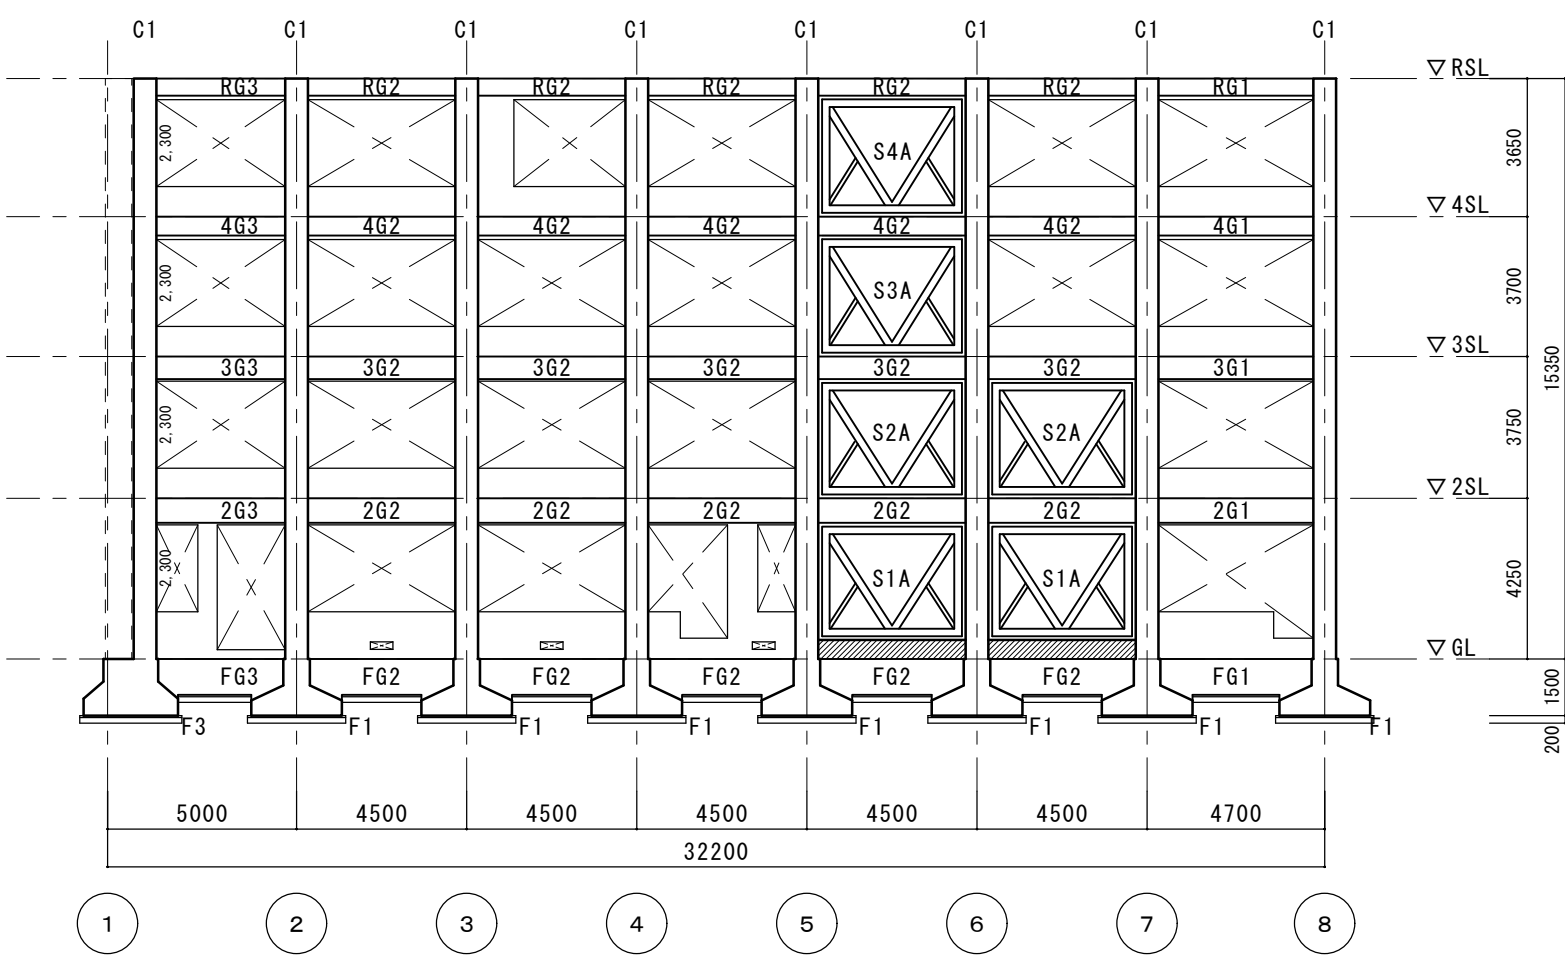 C1 C1 C1 C1 C1 C1 C1 C1
▽ RSL
RG3 RG2 RG2 RG2 RG2 RG2 RG1
2,300
S4A
3650
▽ 4SL
4G3 4G2 4G2 4G2 4G2 4G2 4G1
2,300
S3A
3700
▽ 3SL
3G3 3G2 3G2 3G2 3G2 3G2 3G1
15350
2,300
S2A S2A
3750
▽ 2SL
2G3 2G2 2G2 2G2 2G2 2G2 2G1
2,300
S1A S1A
4250
▽ GL
FG3 FG2 FG2 FG2 FG2 FG2 FG1
1500
F3 F1 F1 F1 F1 F1 F1 F1
200
5000 4500 4500 4500 4500 4500 4700
32200
1 2 3 4 5 6 7 8